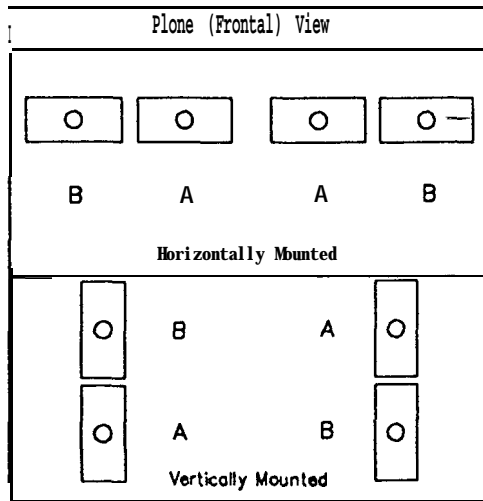 Plone (Frontal) View
B A A B
Horizontally Mounted
B A
A B
Vertically Mounted